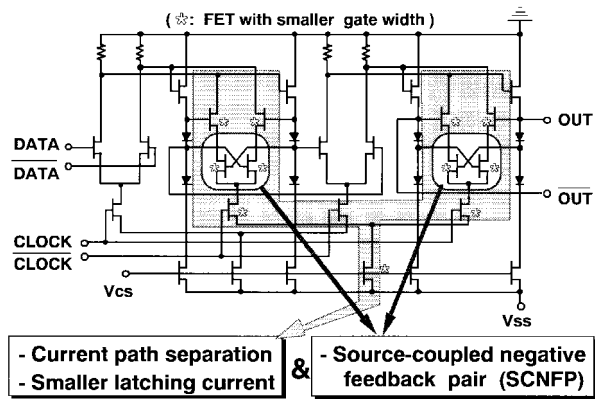 ( ☆: FET with smaller gate width )
DATA
DATA
CLOCK
CLOCK
Vcs
OUT
OUT
Vss
- Current path separation
- Smaller latching current
&
- Source-coupled negative
feedback pair (SCNFP)